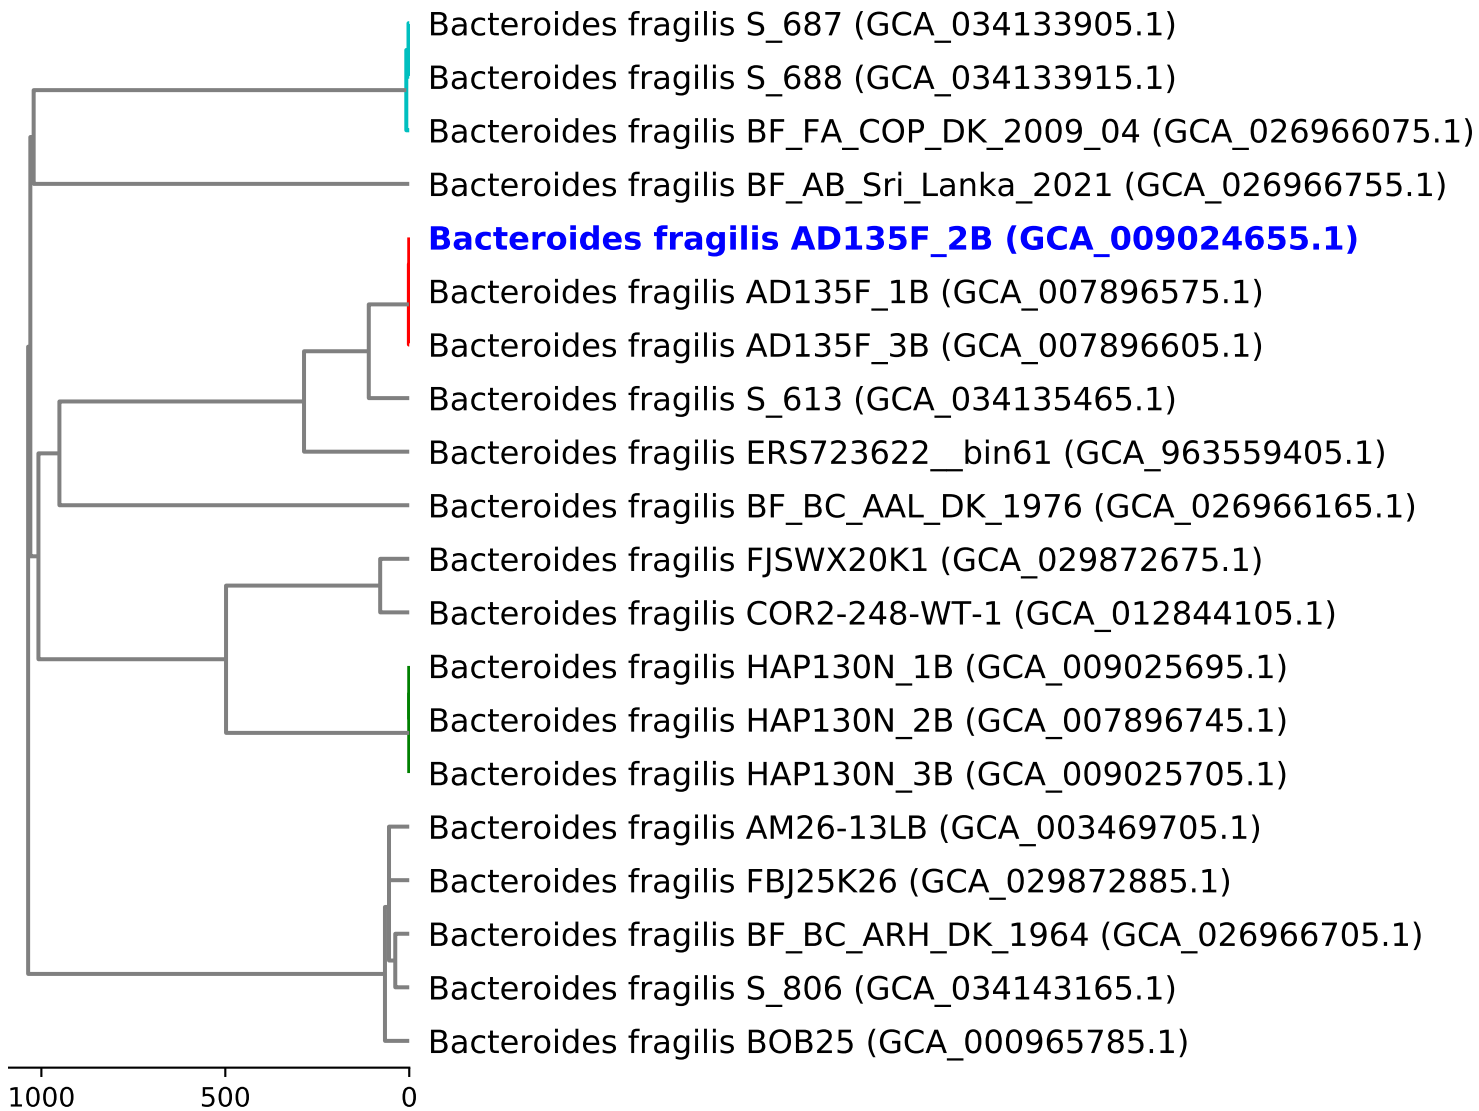 Bacteroides fragilis S_687 (GCA_034133905.1)
Bacteroides fragilis S_688 (GCA_034133915.1)
Bacteroides fragilis BF_FA_COP_DK_2009_04 (GCA_026966075.1)
Bacteroides fragilis BF_AB_Sri_Lanka_2021 (GCA_026966755.1)
Bacteroides fragilis AD135F_2B (GCA_009024655.1)
Bacteroides fragilis AD135F_1B (GCA_007896575.1)
Bacteroides fragilis AD135F_3B (GCA_007896605.1)
Bacteroides fragilis S_613 (GCA_034135465.1)
Bacteroides fragilis ERS723622__bin61 (GCA_963559405.1)
Bacteroides fragilis BF_BC_AAL_DK_1976 (GCA_026966165.1)
Bacteroides fragilis FJSWX20K1 (GCA_029872675.1)
Bacteroides fragilis COR2-248-WT-1 (GCA_012844105.1)
Bacteroides fragilis HAP130N_1B (GCA_009025695.1)
Bacteroides fragilis HAP130N_2B (GCA_007896745.1)
Bacteroides fragilis HAP130N_3B (GCA_009025705.1)
Bacteroides fragilis AM26-13LB (GCA_003469705.1)
Bacteroides fragilis FBJ25K26 (GCA_029872885.1)
Bacteroides fragilis BF_BC_ARH_DK_1964 (GCA_026966705.1)
Bacteroides fragilis S_806 (GCA_034143165.1)
Bacteroides fragilis BOB25 (GCA_000965785.1)
1000 500 0